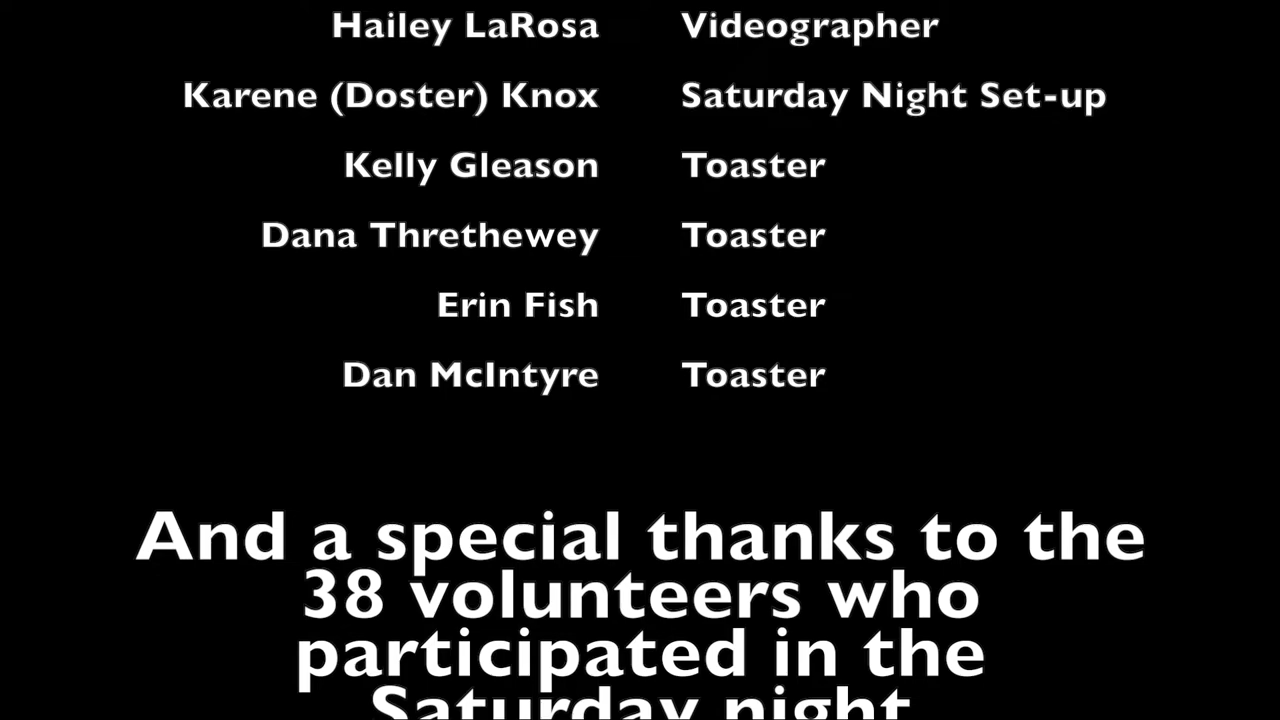 Hailey LaRosa Videographer
Karene (Doster) Knox Saturday Night Set-up
Kelly Gleason Toaster
Dana Threthewey Toaster
Erin Fish Toaster
Dan McIntyre Toaster
And a special thanks to the
38 volunteers who
participated in the
Saturday night